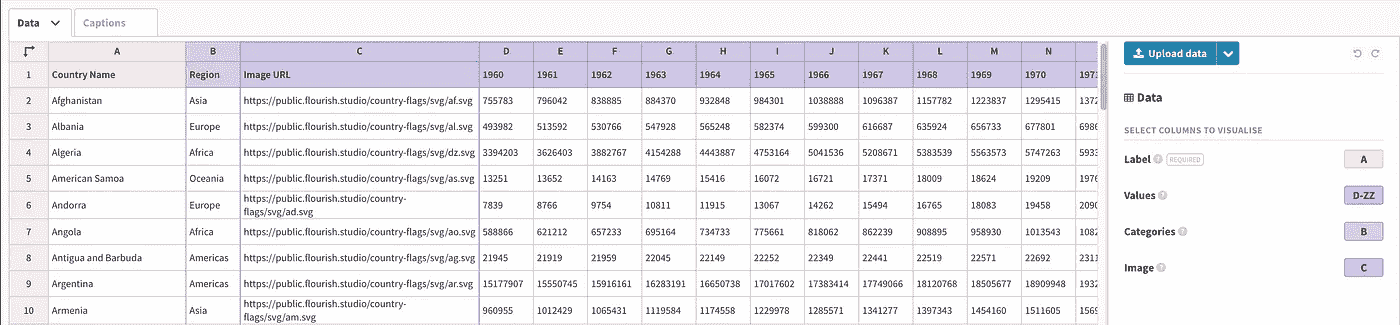 Data Captions
A B C D E F G H I J K L M N
1 Country Name Region Image URL 1960 1961 1962 1963 1964 1965 1966 1967 1968 1969 1970 1971
2 Afghanistan Asia https://public.flourish.studio/country-flags/svg/af.svg 755783 796042 838885 884370 932848 984301 1038888 1096387 1157782 1223837 1295415 1372
3 Albania Europe https://public.flourish.studio/country-flags/svg/al.svg 493982 513592 530766 547928 565248 582374 599300 616687 635924 656733 677801 6986
4 Algeria Africa https://public.flourish.studio/country-flags/svg/dz.svg 3394203 3626403 3882767 4154288 4443887 4753164 5041536 5208671 5383539 5563573 5747263 5933
5 American Samoa Oceania https://public.flourish.studio/country-flags/svg/as.svg 13251 13652 14163 14769 15416 16072 16721 17371 18009 18624 19209 1976
6 Andorra Europe https://public.flourish.studio/country-
flags/svg/ad.svg 7839 8766 9754 10811 11915 13067 14262 15494 16765 18083 19458 2090
7 Angola Africa https://public.flourish.studio/country-flags/svg/ao.svg 588866 621212 657233 695164 734733 775661 818062 862239 908895 958930 1013543 1082
8 Antigua and Barbuda Americas https://public.flourish.studio/country-flags/svg/ag.svg 21945 21919 21959 22045 22149 22252 22349 22441 22519 22571 22692 2311
9 Argentina Americas https://public.flourish.studio/country-flags/svg/ar.svg 15177907 15550745 15916161 16283191 16650738 17017602 17383414 17749066 18120768 18505677 18909948 1932
10 Armenia Asia https://public.flourish.studio/country-
flags/svg/am.svg 960955 1012429 1065431 1119584 1174558 1229978 1285571 1341277 1397343 1454160 1511605 1569
Upload data
Data
SELECT COLUMNS TO VISUALISE
Label ? REQUIRED A
Values ? D-ZZ
Categories ? B
Image ? C